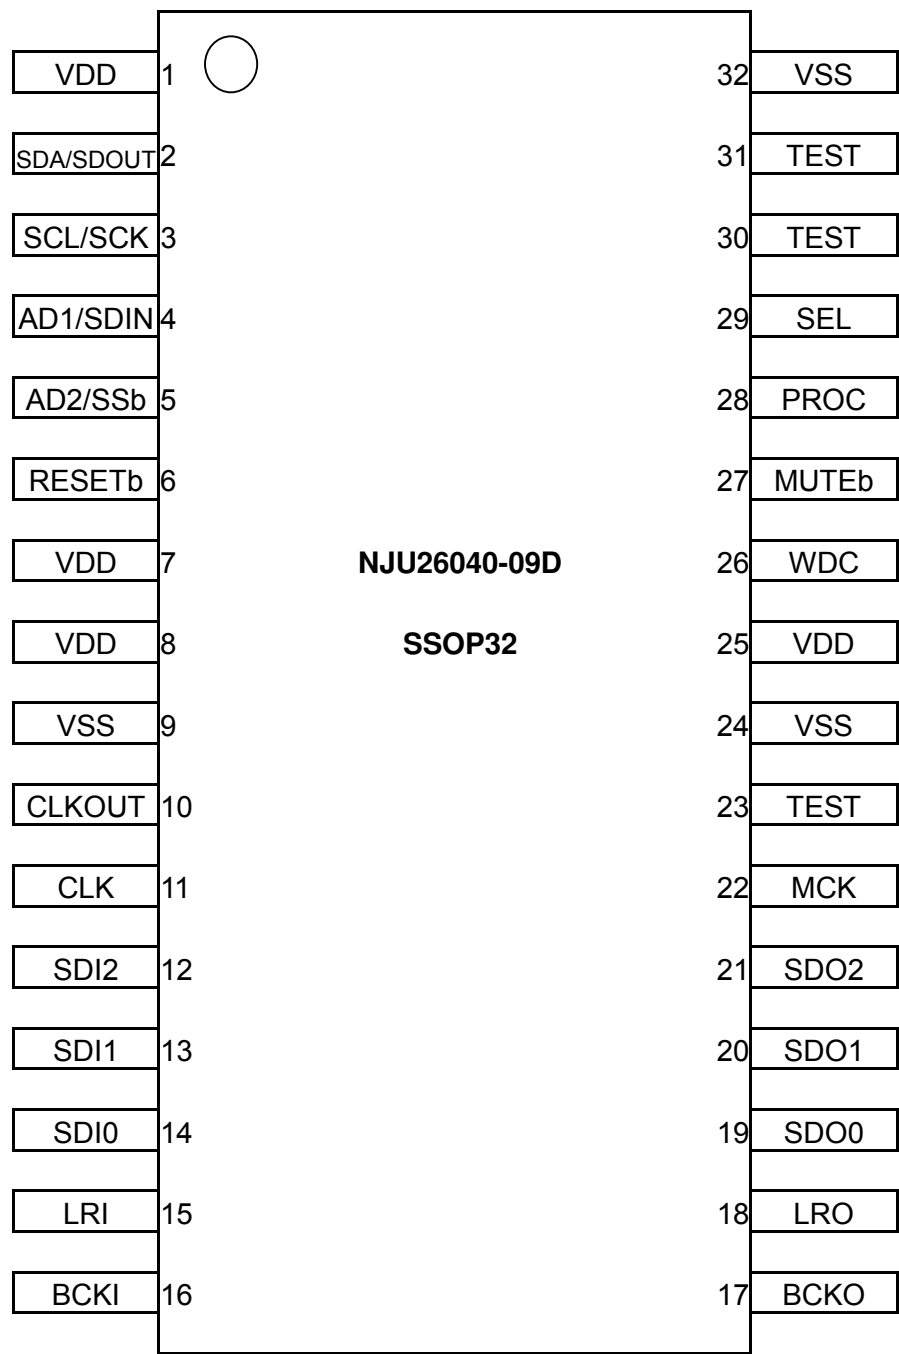 VDD 1 32 VSS
SDA/SDOUT 2 31 TEST
SCL/SCK 3 30 TEST
AD1/SDIN 4 29 SEL
AD2/SSb 5 28 PROC
RESETb 6 27 MUTEb
VDD 7 NJU26040-09D 26 WDC
VDD 8 SSOP32 25 VDD
VSS 9 24 VSS
CLKOUT 10 23 TEST
CLK 11 22 MCK
SDI2 12 21 SDO2
SDI1 13 20 SDO1
SDI0 14 19 SDO0
LRI 15 18 LRO
BCKI 16 17 BCKO